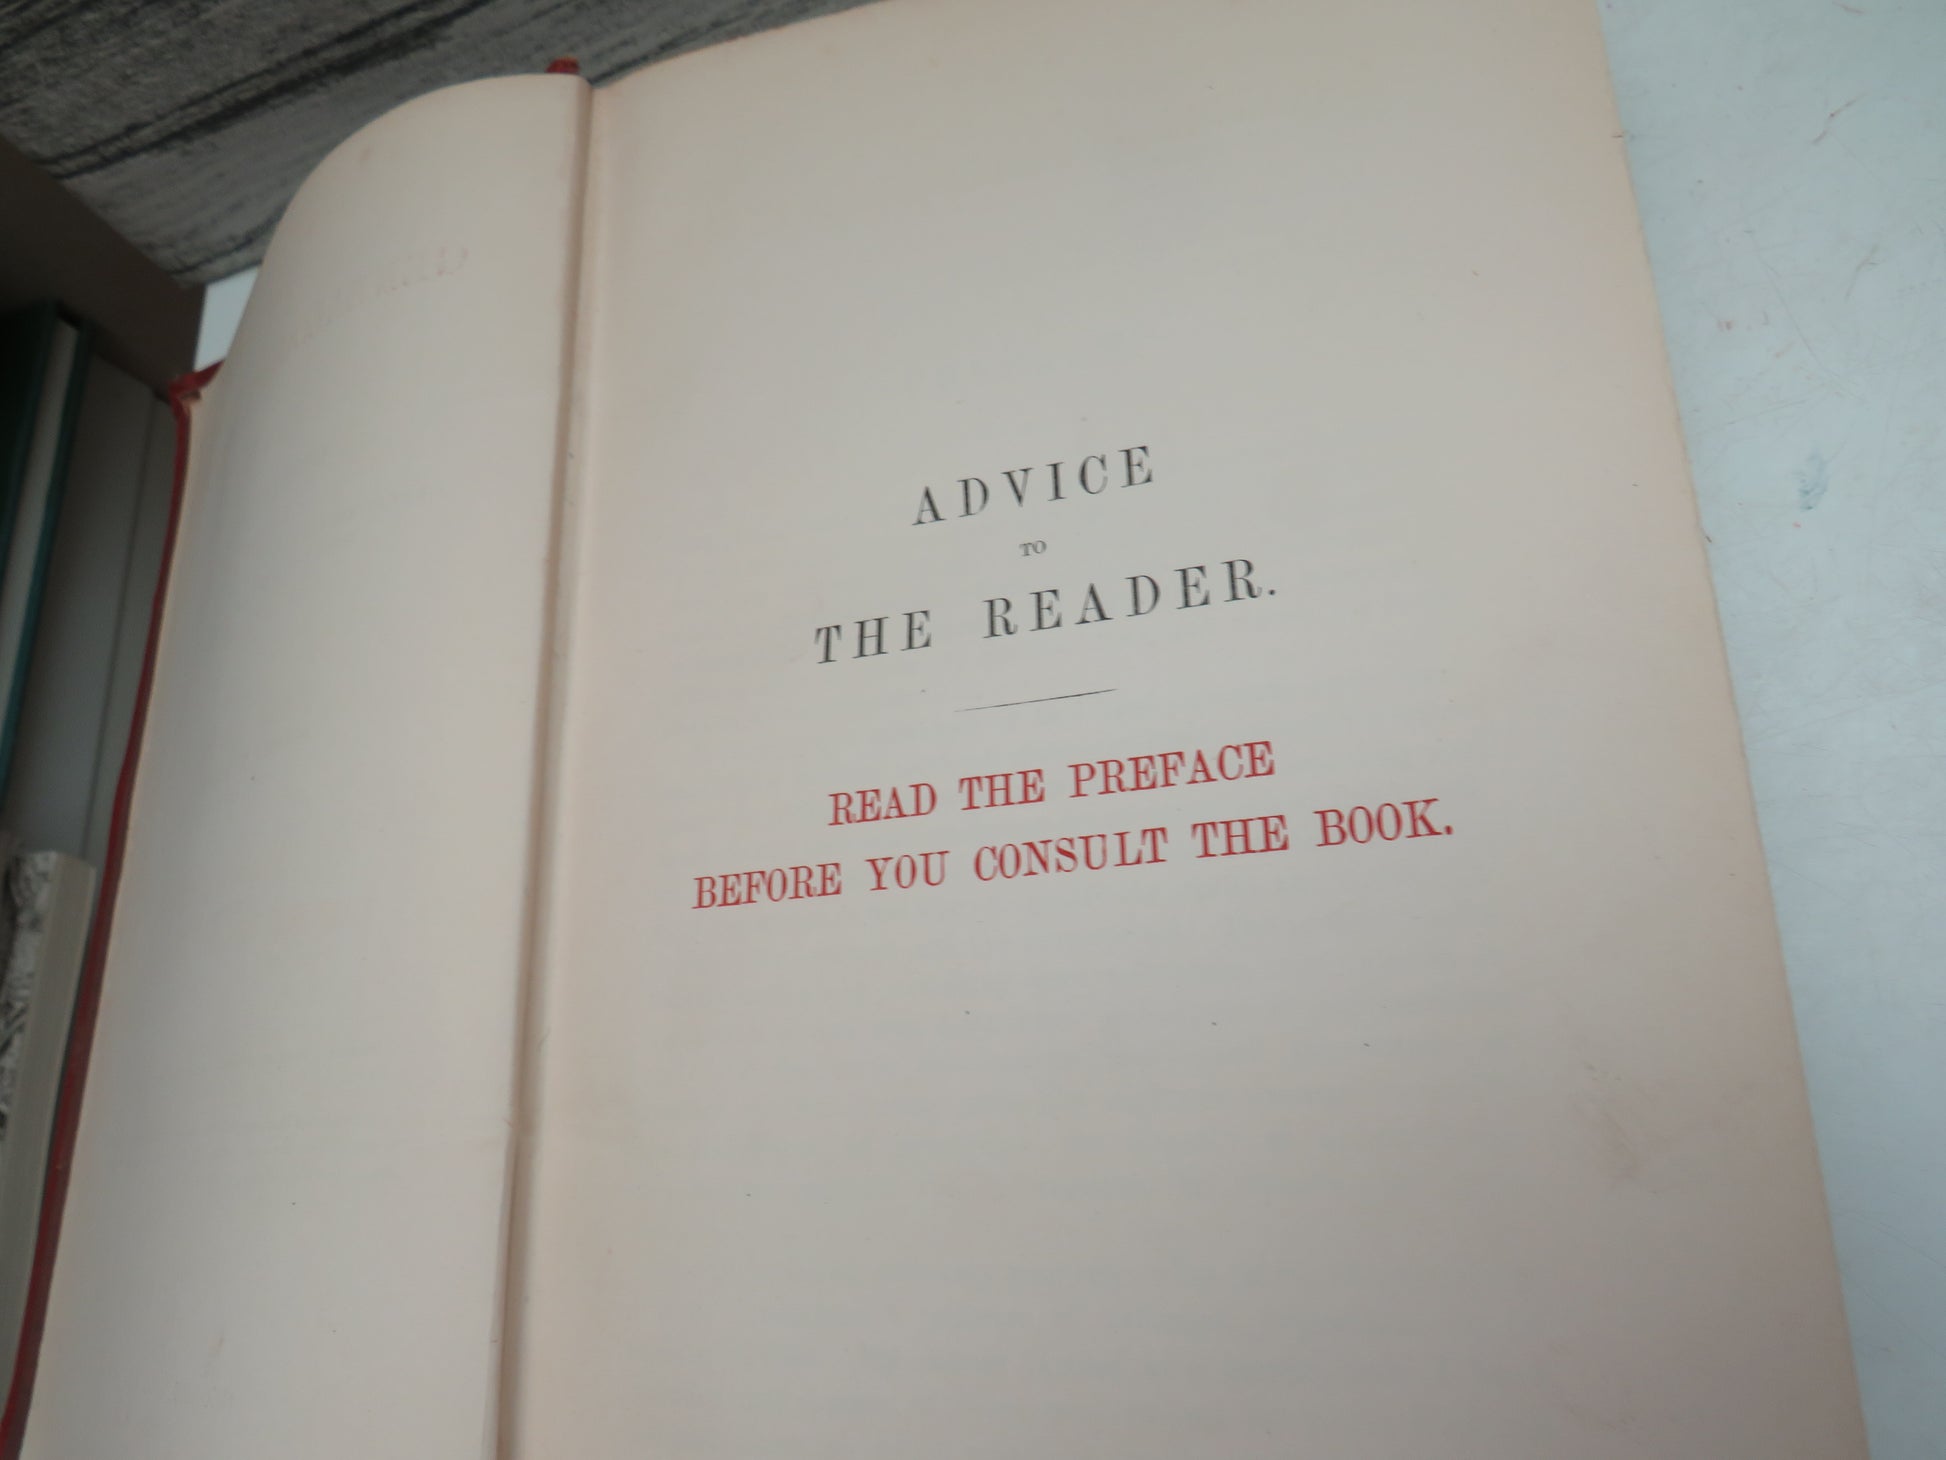 ADVICE
TO
THE READER.
READ THE PREFACE
BEFORE YOU CONSULT THE BOOK.